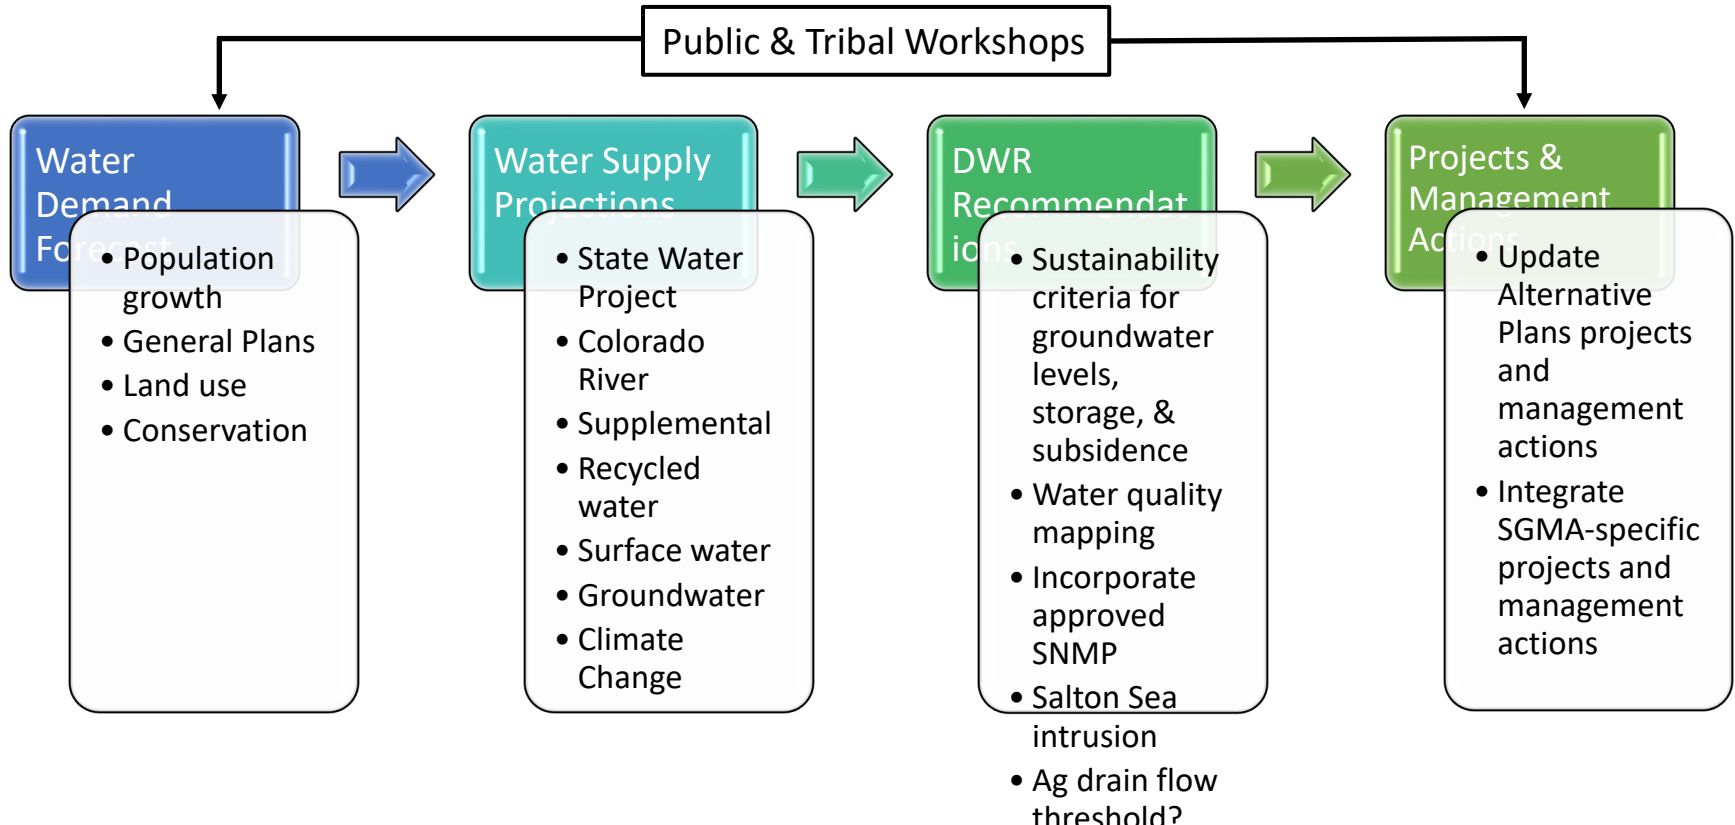 Public & Tribal Workshops
Water
Demand
Forecast
• Population
growth
• General Plans
• Land use
• Conservation
Water Supply
Projections
• State Water
Project
• Colorado
River
• Supplemental
• Recycled
water
• Surface water
• Groundwater
• Climate
Change
DWR
Recommendat
ions
• Sustainability
criteria for
groundwater
levels,
storage, &
subsidence
• Water quality
mapping
• Incorporate
approved
SNMP
• Salton Sea
intrusion
• Ag drain flow
threshold?
Projects &
Management
Actions
• Update
Alternative
Plans projects
and
management
actions
• Integrate
SGMA-specific
projects and
management
actions